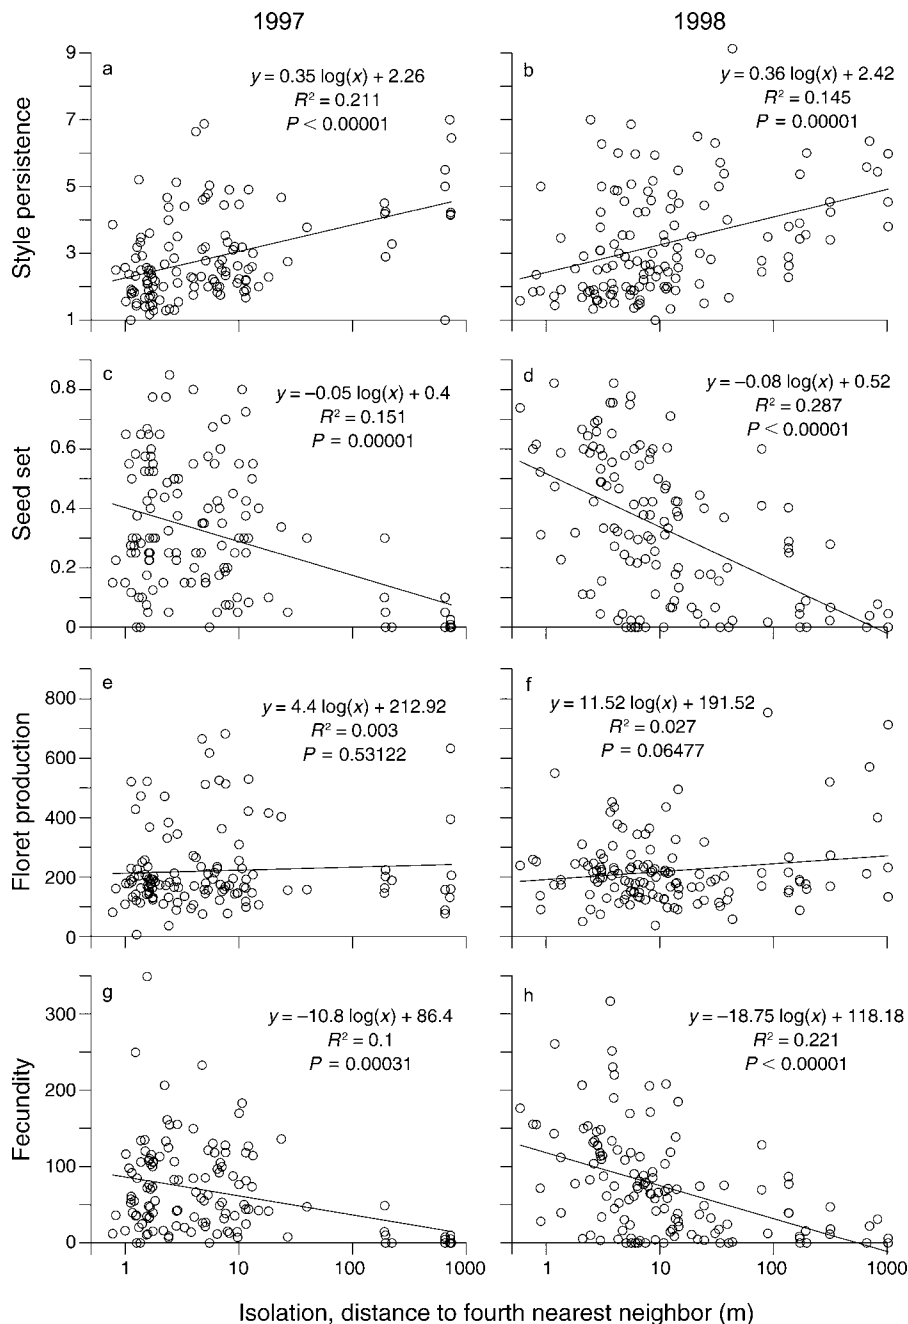 1997
1998
a
y = 0.35 log(x) + 2.26
R² = 0.211
P < 0.00001
b
y = 0.36 log(x) + 2.42
R² = 0.145
P = 0.00001
Style persistence
9
7
5
3
1
1
10
100
1000
c
y = −0.05 log(x) + 0.4
R² = 0.151
P = 0.00001
d
y = −0.08 log(x) + 0.52
R² = 0.287
P < 0.00001
Seed set
0.8
0.6
0.4
0.2
0
e
y = 4.4 log(x) + 212.92
R² = 0.003
P = 0.53122
f
y = 11.52 log(x) + 191.52
R² = 0.027
P = 0.06477
Floret production
800
600
400
200
0
g
y = −10.8 log(x) + 86.4
R² = 0.1
P = 0.00031
h
y = −18.75 log(x) + 118.18
R² = 0.221
P < 0.00001
Fecundity
300
200
100
0
1 10 100 1000
1 10 100 1000
Isolation, distance to fourth nearest neighbor (m)